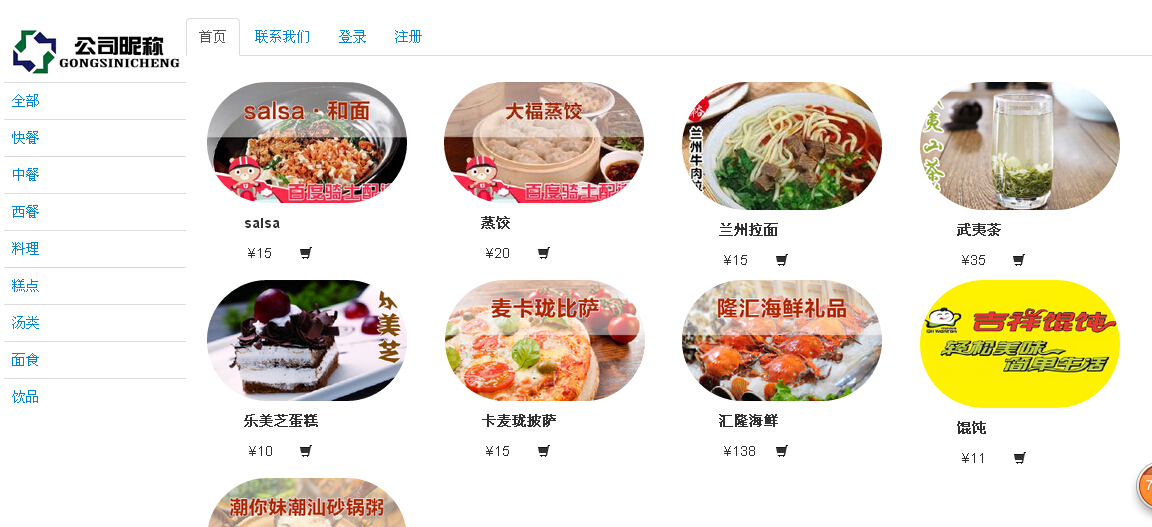 公司昵称
GONGSINICHENG
首页 联系我们 登录 注册
全部
快餐
中餐
西餐
料理
糕点
汤类
面食
饮品
salsa·和面
百度骑士配
salsa
¥15
大福蒸饺
百度骑士配
蒸饺
¥20
兰州牛肉
兰州拉面
¥15
夷山茶
武夷茶
¥35
乐美芝
乐美芝蛋糕
¥10
麦卡珑比萨
卡麦珑披萨
¥15
隆汇海鲜礼品
汇隆海鲜
¥138
吉祥馄饨
轻松美味
简单生活
馄饨
¥11
潮你妹潮汕砂锅粥
7